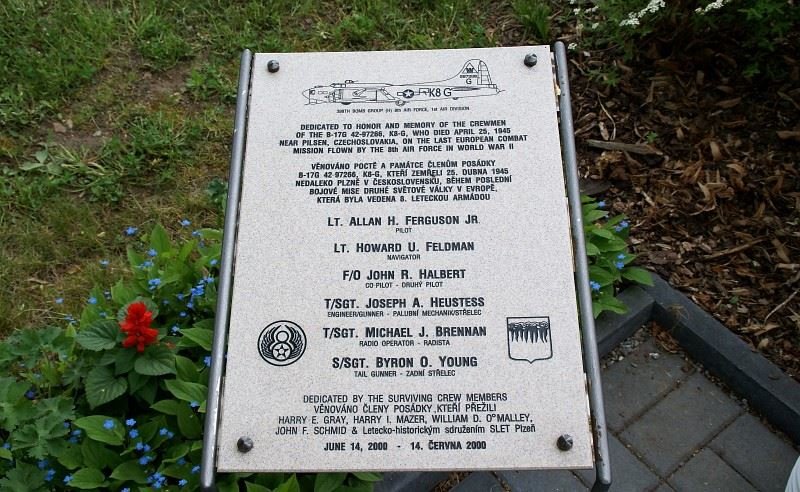 K8 G
G
398TH BOMB GROUP (H) 8th AIR FORCE, 1st AIR DIVISION
DEDICATED TO HONOR AND MEMORY OF THE CREWMEN
OF THE B-17G 42-97266, K8-G, WHO DIED APRIL 25, 1945
NEAR PILSEN, CZECHOSLOVAKIA, ON THE LAST EUROPEAN COMBAT
MISSION FLOWN BY THE 8th AIR FORCE IN WORLD WAR II
VĚNOVÁNO POCTĚ A PAMÁTCE ČLENŮM POSÁDKY
B-17G 42-97266, K8-G, KTEŘÍ ZEMŘELI 25. DUBNA 1945
NEDALEKO PLZNĚ V ČESKOSLOVENSKU, BĚHEM POSLEDNÍ
BOJOVÉ MISE DRUHÉ SVĚTOVÉ VÁLKY V EVROPĚ,
KTERÁ BYLA VEDENA 8. LETECKOU ARMÁDOU
LT. ALLAN H. FERGUSON JR.
PILOT
LT. HOWARD U. FELDMAN
NAVIGATOR
F/O JOHN R. HALBERT
CO PILOT - DRUHÝ PILOT
T/SGT. JOSEPH A. HEUSTESS
ENGINEER/GUNNER - PALUBNÍ MECHANIK/STŘELEC
T/SGT. MICHAEL J. BRENNAN
RADIO OPERATOR - RADISTA
S/SGT. BYRON O. YOUNG
TAIL GUNNER - ZADNÍ STŘELEC
DEDICATED BY THE SURVIVING CREW MEMBERS
VĚNOVÁNO ČLENY POSÁDKY, KTEŘÍ PŘEŽILI
HARRY E. GRAY, HARRY I. MAZER, WILLIAM D. O'MALLEY,
JOHN F. SCHMID & Letecko-historickým sdružením SLET Plzeň
JUNE 14, 2000 - 14. ČERVNA 2000